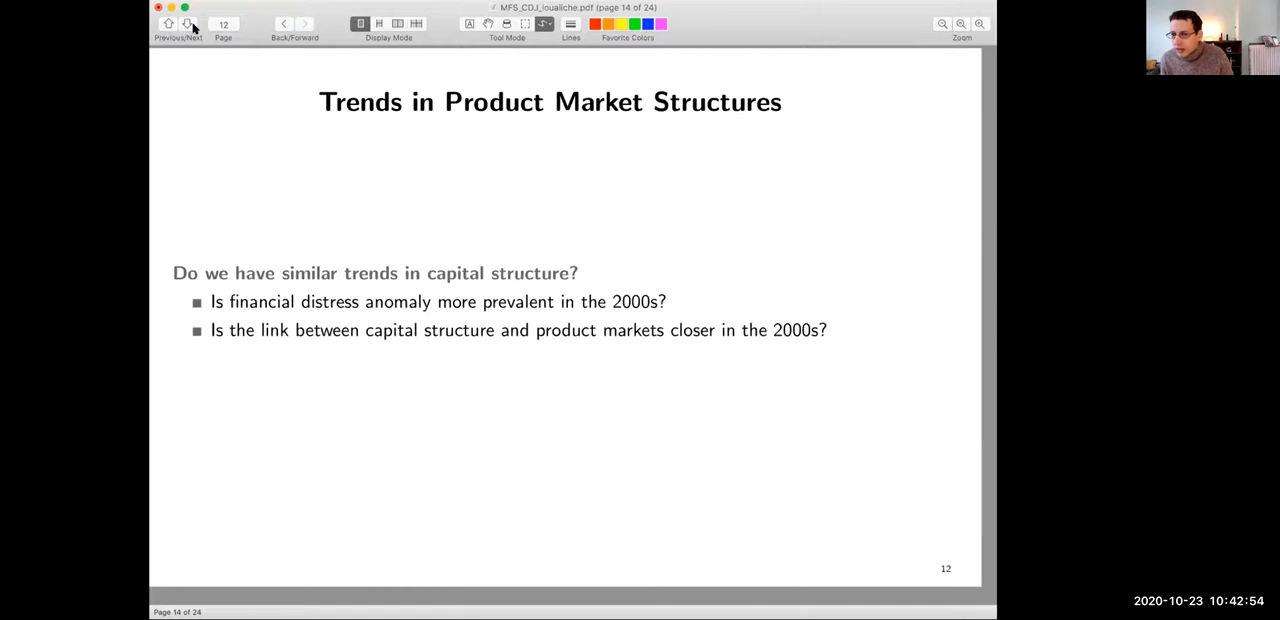 MFS_CDJ_loualiche.pdf (page 14 of 24)
12
Previous/Next
Page
Back/Forward
Display Mode
Tool Mode
Lines
Favorite Colors
Zoom
Trends in Product Market Structures
Do we have similar trends in capital structure?
Is financial distress anomaly more prevalent in the 2000s?
Is the link between capital structure and product markets closer in the 2000s?
12
Page 14 of 24
2020-10-23 10:42:54